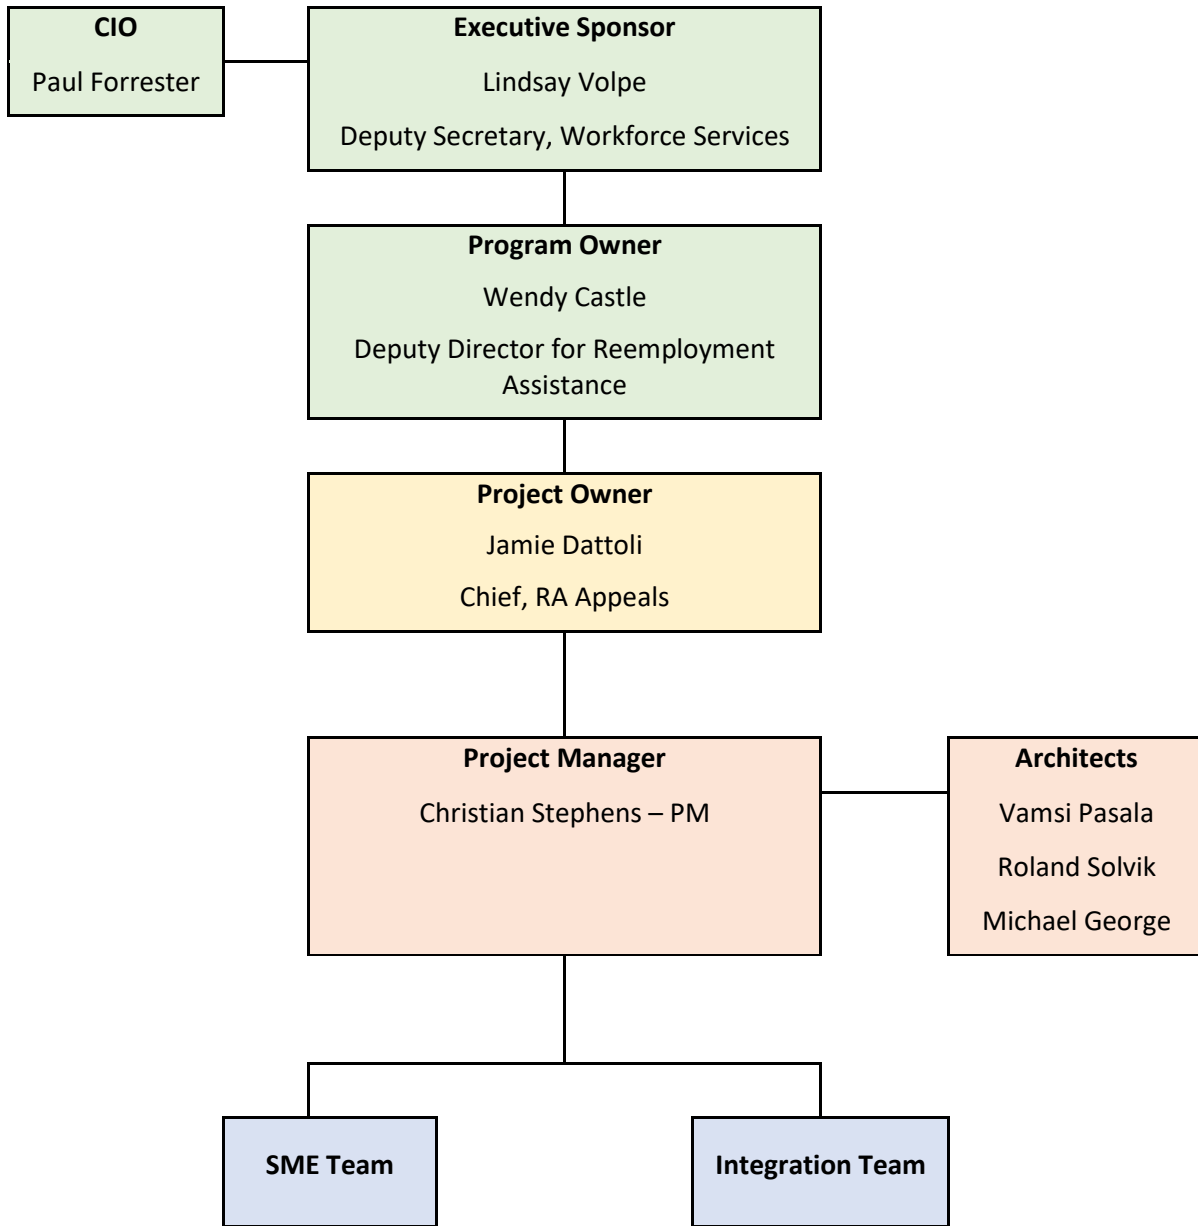 CIO
Paul Forrester
Executive Sponsor
Lindsay Volpe
Deputy Secretary, Workforce Services
Program Owner
Wendy Castle
Deputy Director for Reemployment
Assistance
Project Owner
Jamie Dattoli
Chief, RA Appeals
Project Manager
Christian Stephens – PM
Architects
Vamsi Pasala
Roland Solvik
Michael George
SME Team
Integration Team